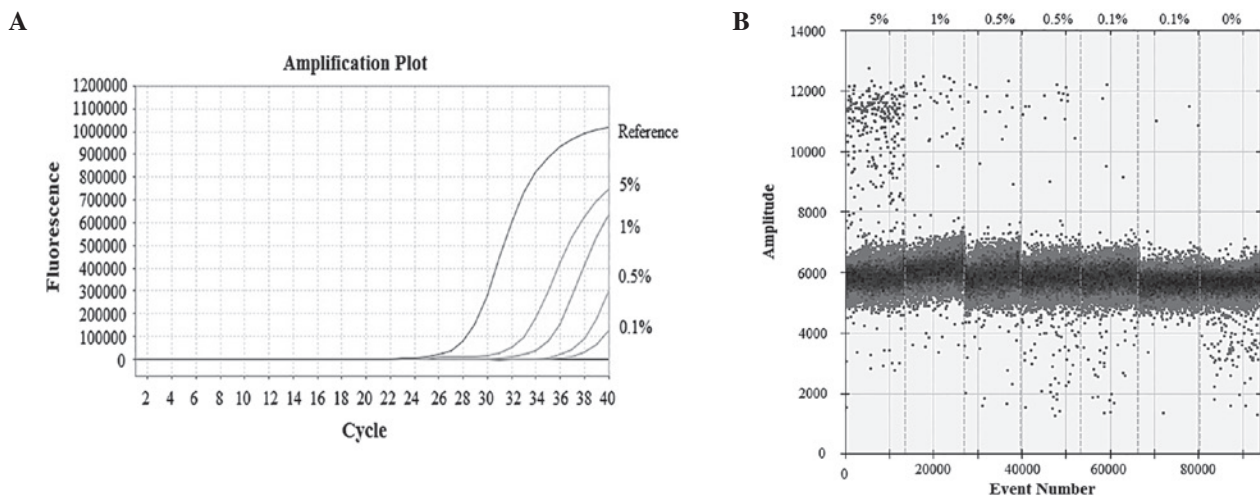 A
Amplification Plot
1200000
1100000
1000000
900000
800000
700000
600000
500000
400000
300000
200000
100000
0
Fluorescence
Reference
5%
1%
0.5%
0.1%
2 4 6 8 10 12 14 16 18 20 22 24 26 28 30 32 34 36 38 40
Cycle
B
5% 1% 0.5% 0.5% 0.1% 0.1% 0%
14000
12000
10000
8000
6000
4000
2000
0
Amplitude
0 20000 40000 60000 80000
Event Number